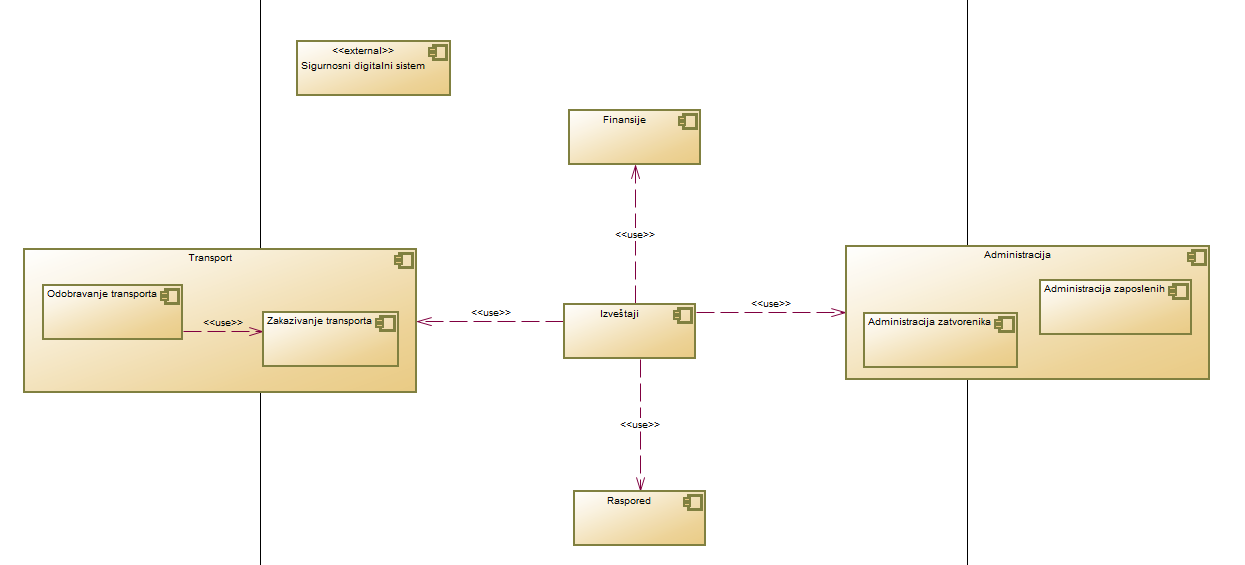 <<external>>
Sigurnosni digitalni sistem
Finansije
<<use>>
Transport
Odobravanje transporta
<<use>>
Zakazivanje transporta
<<use>>
Izveštaji
<<use>>
Administracija
Administracija zaposlenih
Administracija zatvorenika
<<use>>
Raspored